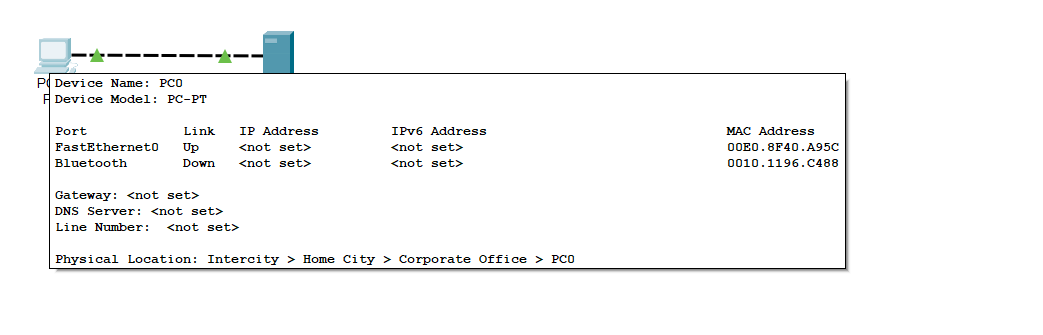 Device Name: PC0
Device Model: PC-PT
Port Link IP Address IPv6 Address MAC Address
FastEthernet0 Up <not set> <not set> 00E0.8F40.A95C
Bluetooth Down <not set> <not set> 0010.1196.C488
Gateway: <not set>
DNS Server: <not set>
Line Number: <not set>
Physical Location: Intercity > Home City > Corporate Office > PC0